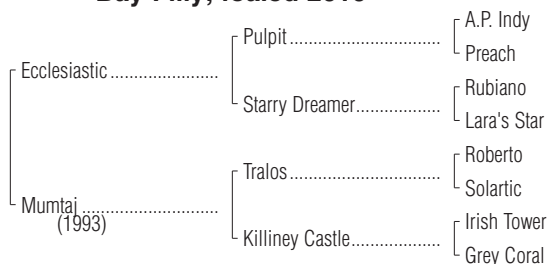 Bay Filly, foaled
A.P. Indy
Pulpit
Preach
Ecclesiastic
Rubiano
Starry Dreamer
Lara's Star
Roberto
Tralos
Solartic
Mumtaj
(1993)
Irish Tower
Killiney Castle
Grey Coral